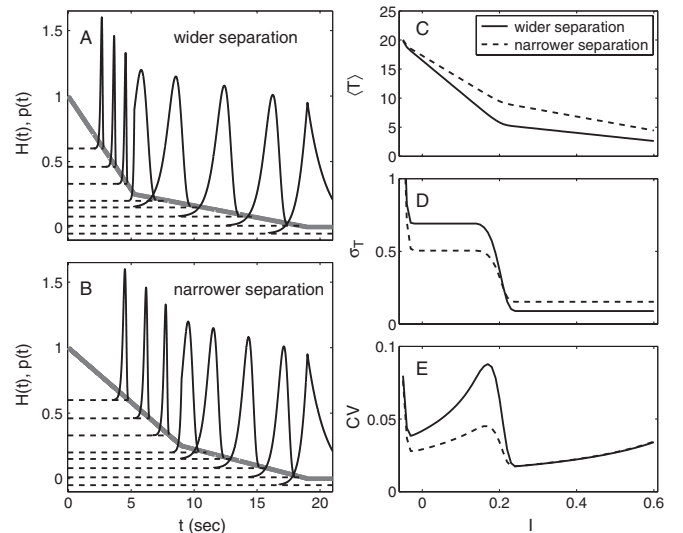 A
wider separation
H(t), p(t)
1.5
1
0.5
0
B
narrower separation
H(t), p(t)
1.5
1
0.5
0
0
5
10
15
20
t (sec)
C
wider separation
narrower separation
⟨T⟩
25
20
15
10
5
0
D
σT
1
0.5
0
E
CV
0.1
0.05
0
0
0.2
0.4
0.6
I